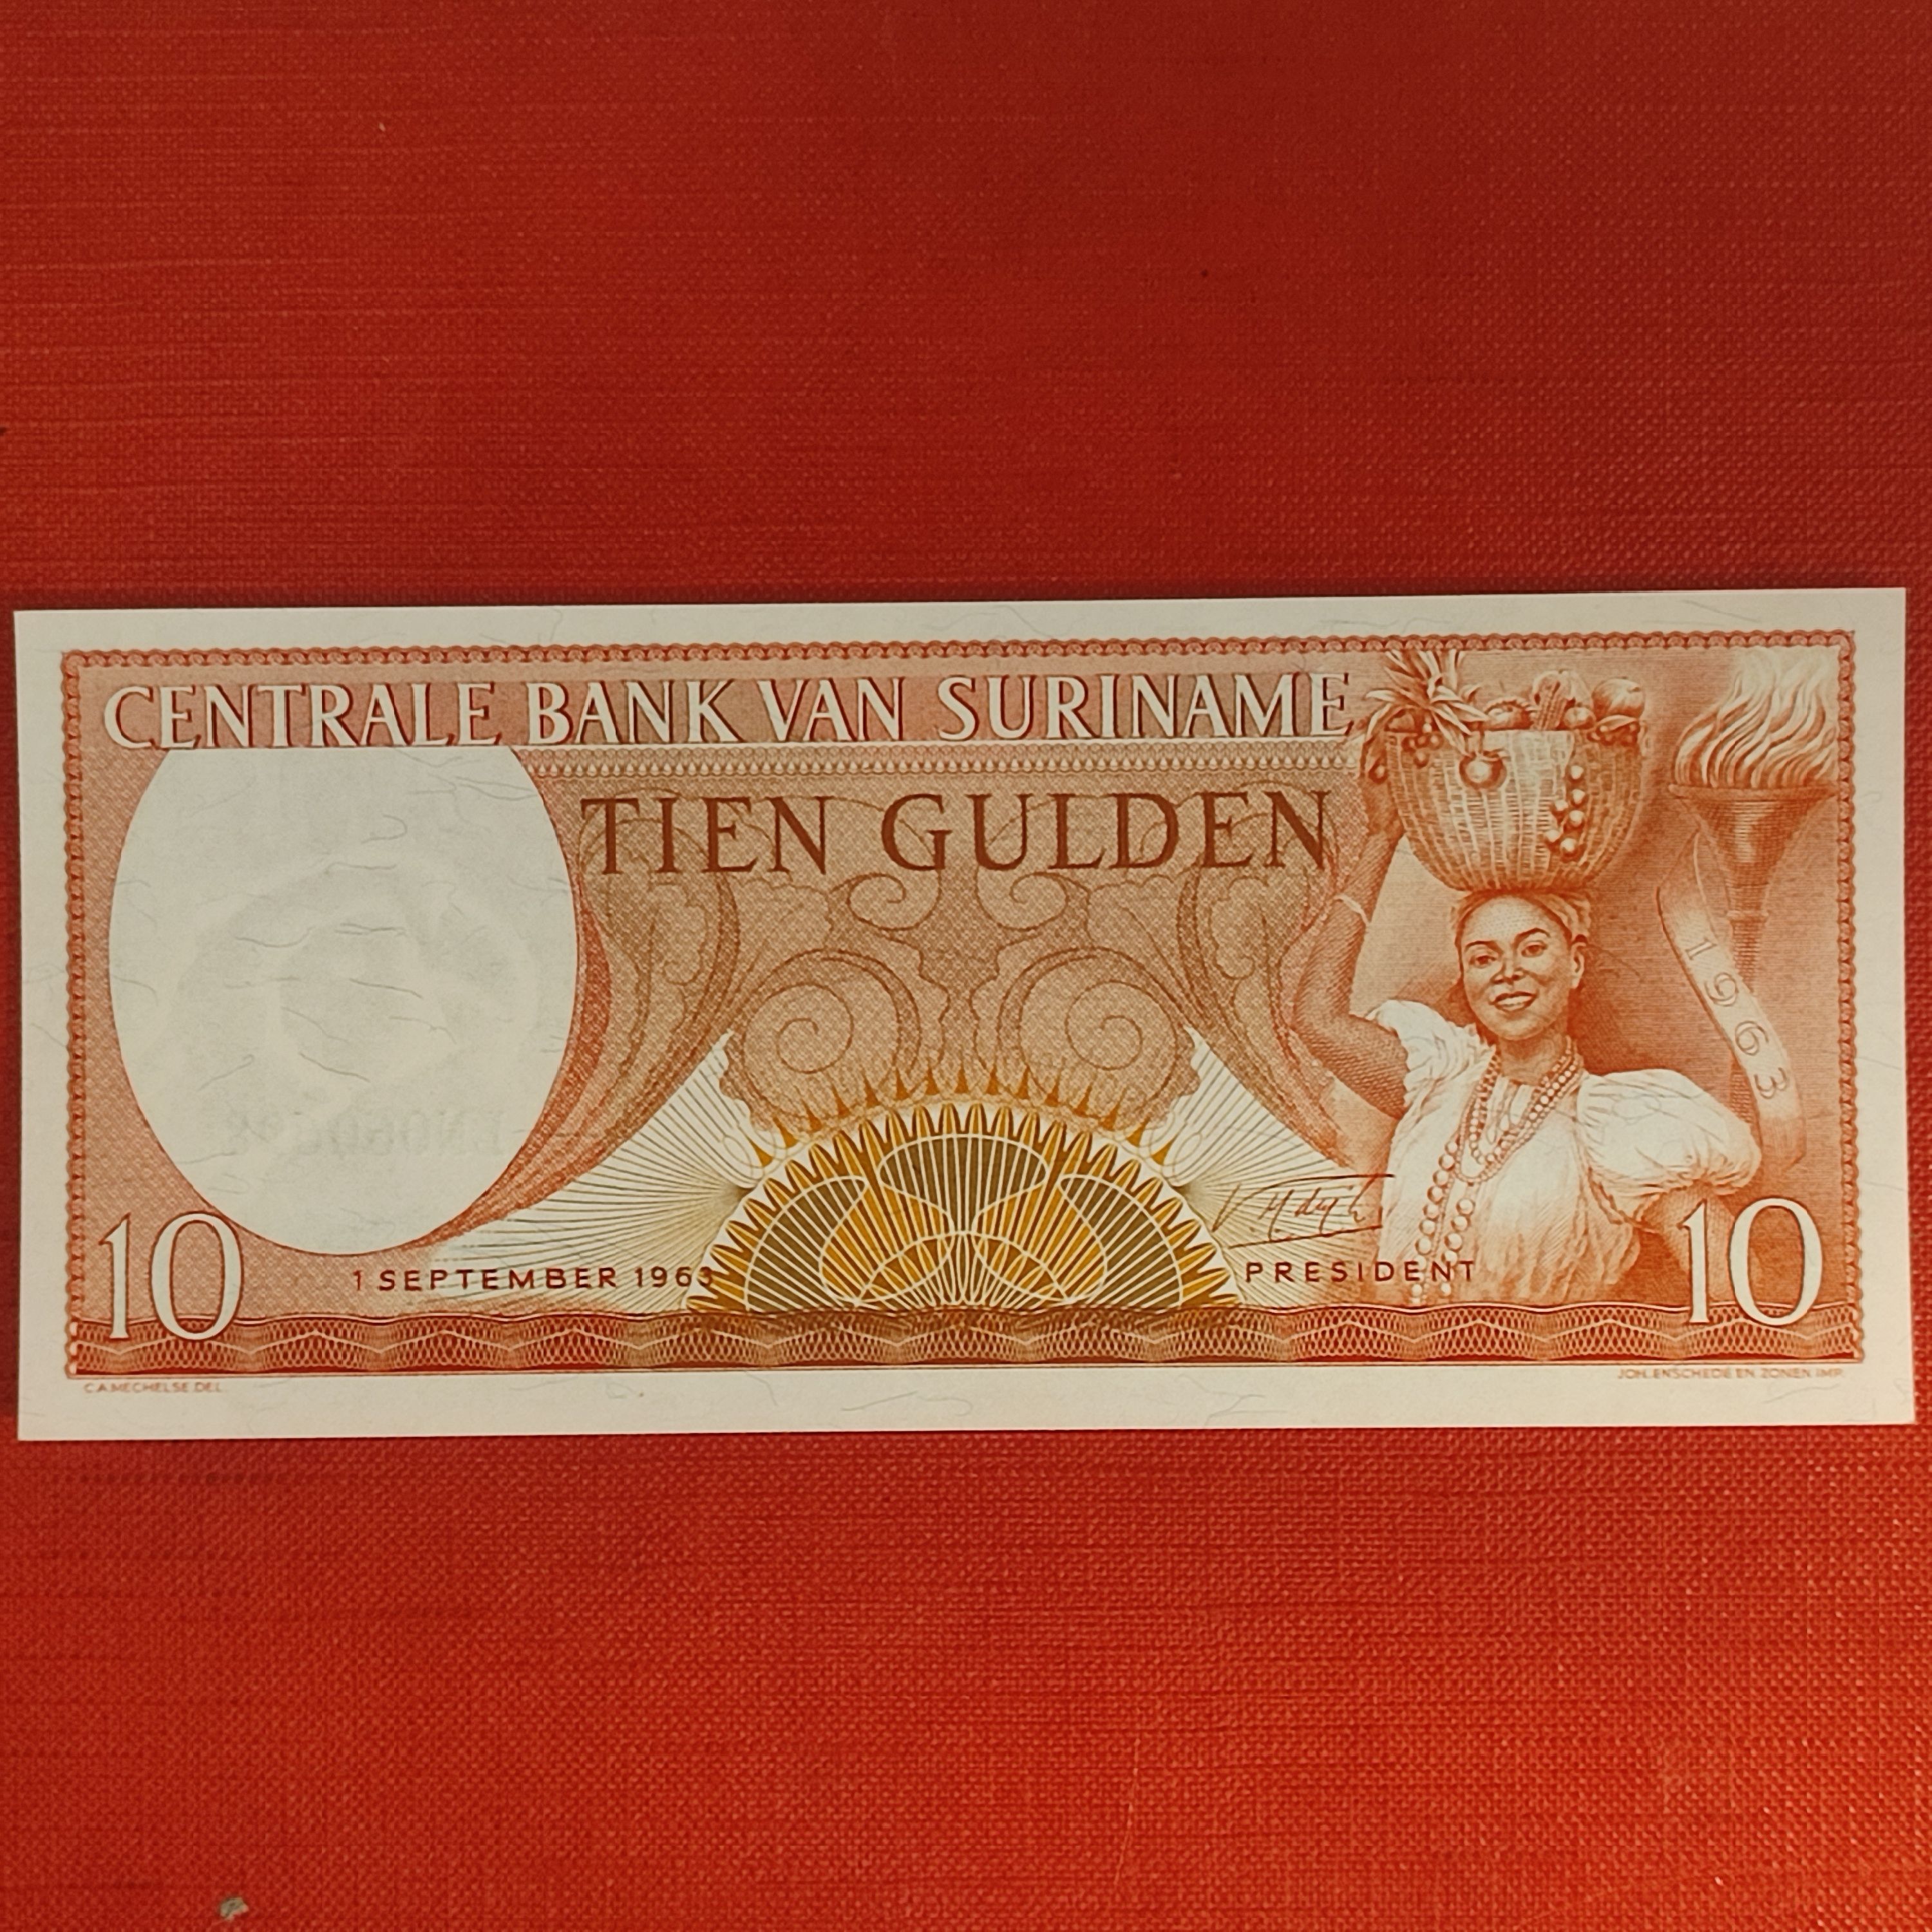 CENTRALE BANK VAN SURINAME
TIEN GULDEN
1963
10
1 SEPTEMBER 1963
PRESIDENT
10
C.A.MECHELSE.DEL.
JOH.ENSCHEDÉ EN ZONEN.IMP.